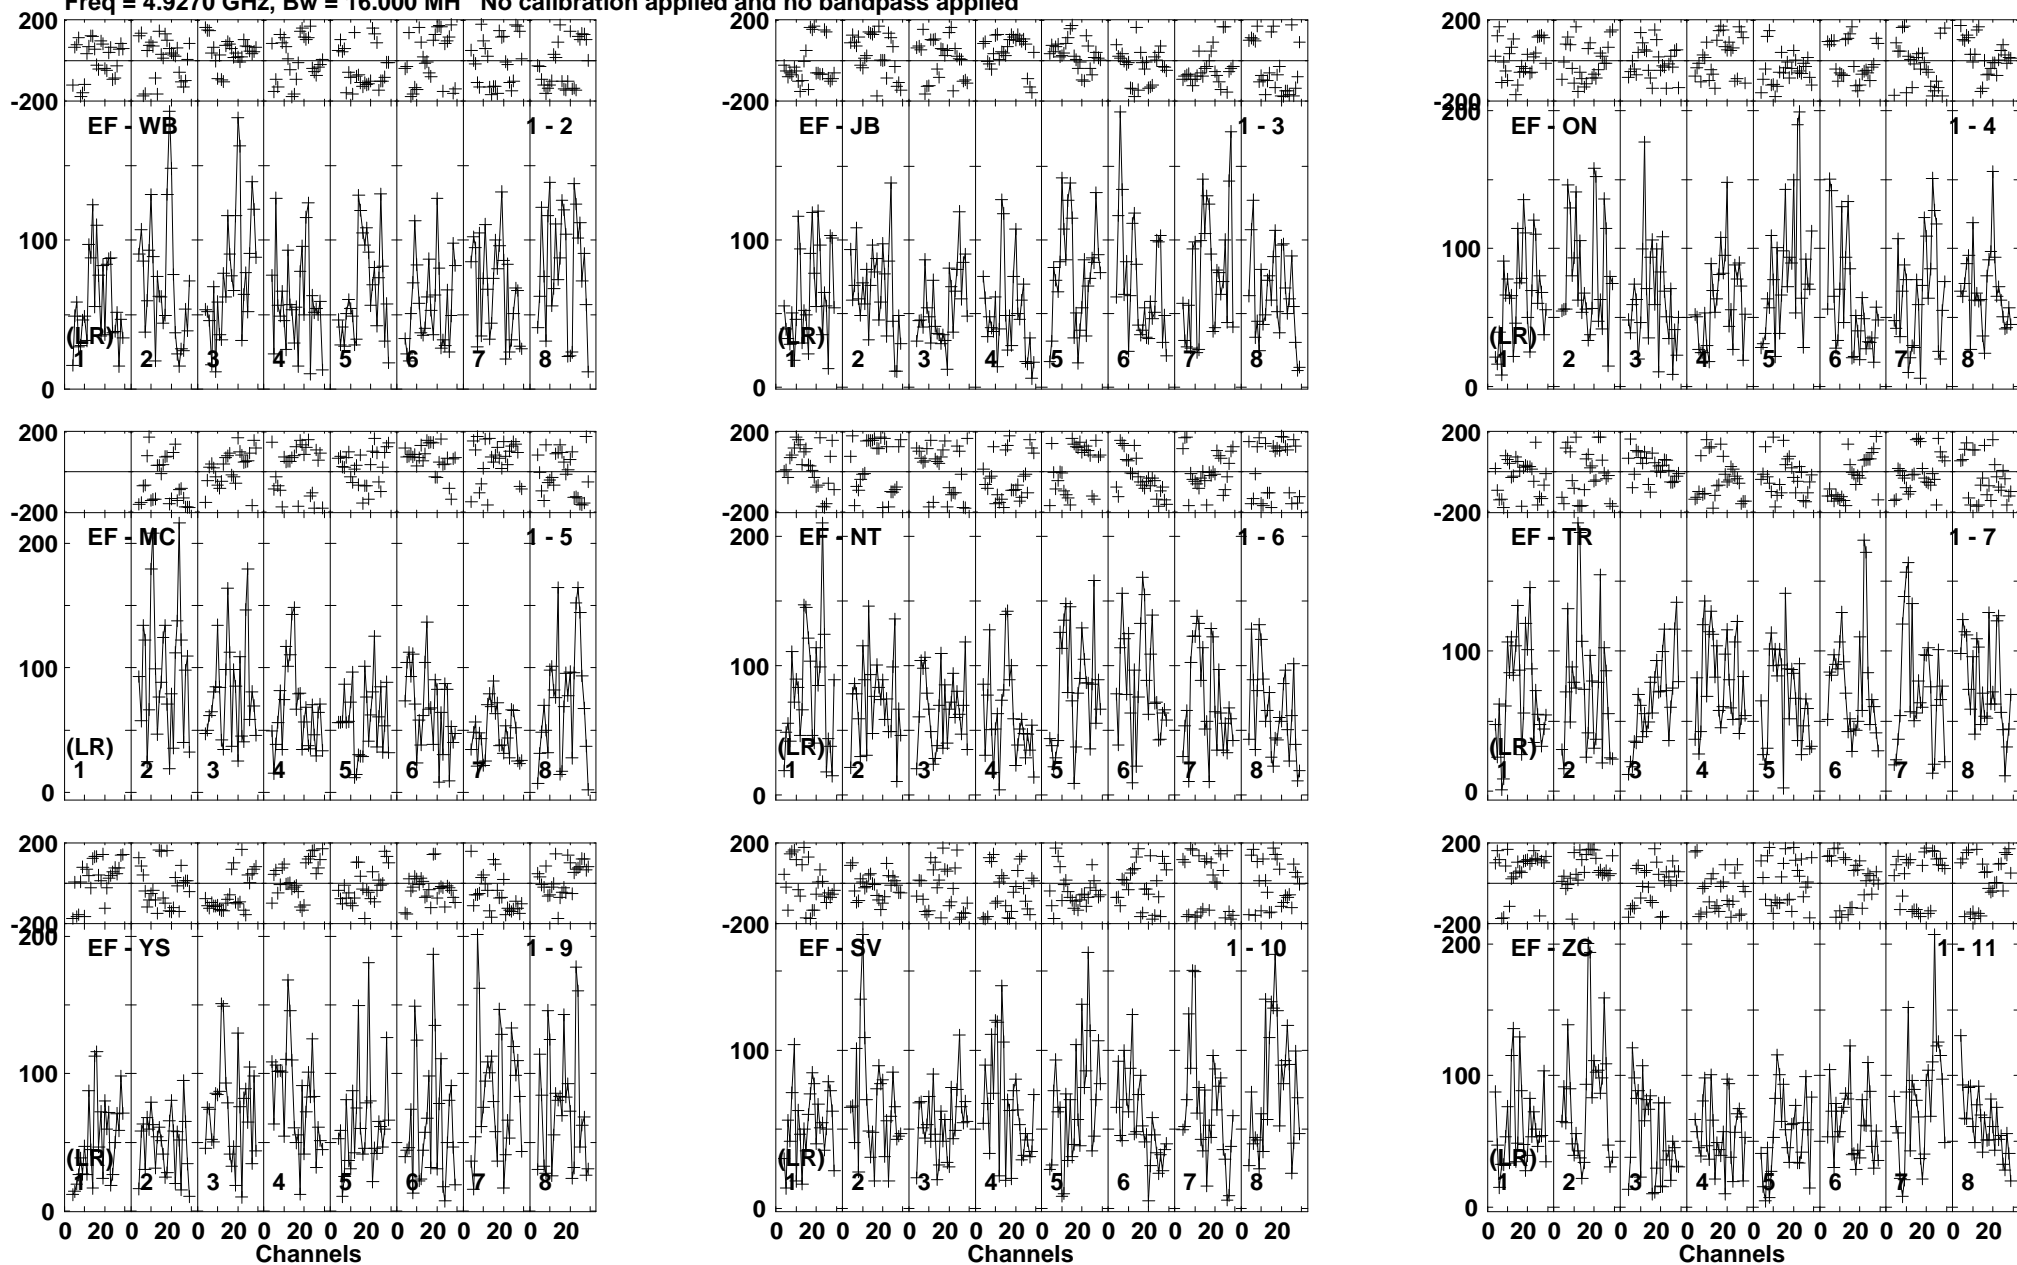 Freq = 4.9270 GHz, Bw = 16.000 MH No calibration applied and no bandpass applied
200 200 200
-200 -200 -200
EF - WB 1 - 2 EF - JB 1 - 3 200 EF - ON 1 - 4
100 100 100
(LR) (LR) (LR)
1 2 3 4 5 6 7 8 1 2 3 4 5 6 7 8 1 2 3 4 5 6 7 8
0 0 0
200 200 200
-200 -200 -200
200 EF - MC 1 - 5 200 EF - NT 1 - 6 EF - TR 1 - 7
100 100 100
(LR) (LR) (LR)
1 2 3 4 5 6 7 8 1 2 3 4 5 6 7 8 1 2 3 4 5 6 7 8
0 0 0
200 200 200
-200 -200 -200
200 EF - YS 1 - 9 EF - SV 1 - 10 200 EF - ZC 1 - 11
100 100 100
(LR) (LR) (LR)
1 2 3 4 5 6 7 8 1 2 3 4 5 6 7 8 1 2 3 4 5 6 7 8
0 0 0
0 20 0 20 0 20 0 20 0 20 0 20 0 20 0 20 0 20 0 20 0 20 0 20 0 20 0 20 0 20 0 20 0 20 0 20 0 20 0 20 0 20 0 20 0 20 0 20
Channels Channels Channels